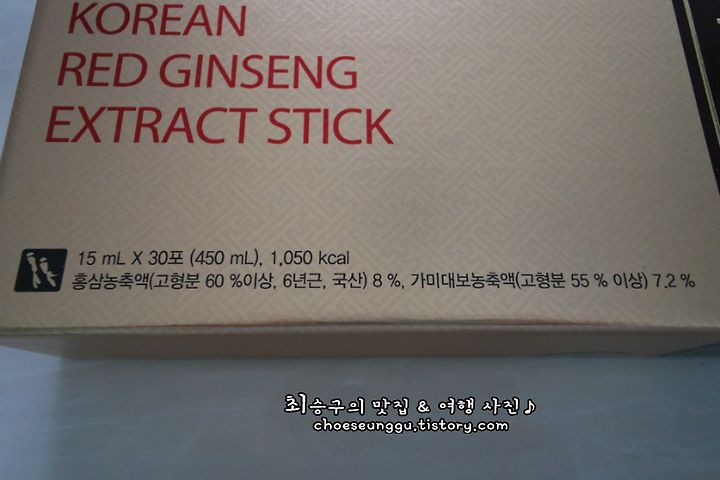 KOREAN
RED GINSENG
EXTRACT STICK
15 mL X 30포 (450 mL), 1,050 kcal
홍삼농축액(고형분 60 %이상, 6년근, 국산) 8 %, 가미대보농축액(고형분 55 % 이상) 7.2 %
최승구의 맛집 & 여행 사진♪
choeseunggu.tistory.com